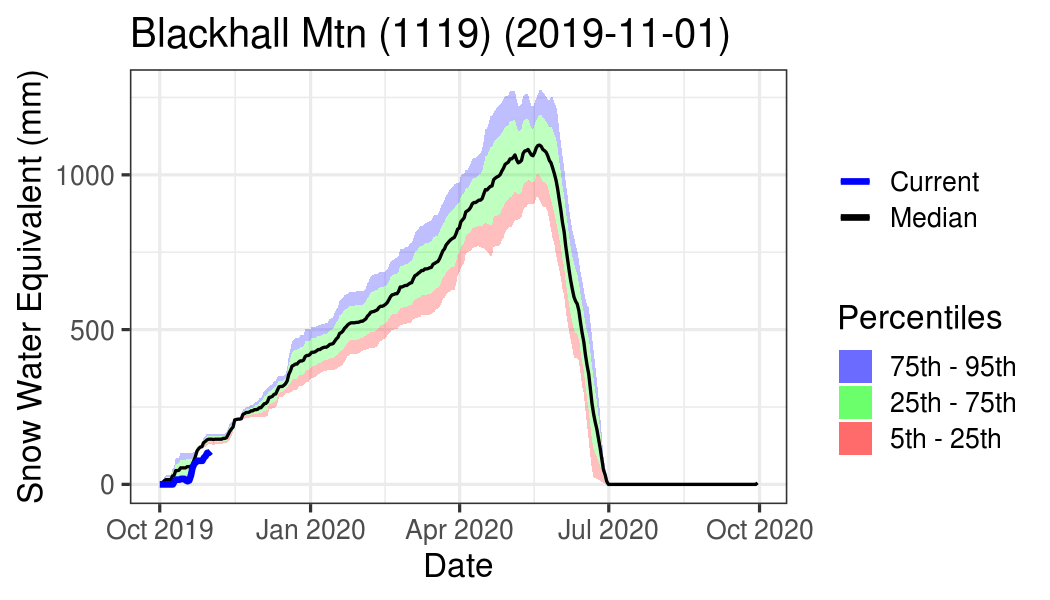 Blackhall Mtn (1119) (2019-11-01)
Snow Water Equivalent (mm)
1000
500
0
Oct 2019
Jan 2020
Apr 2020
Jul 2020
Oct 2020
Date
Current
Median
Percentiles
75th - 95th
25th - 75th
5th - 25th